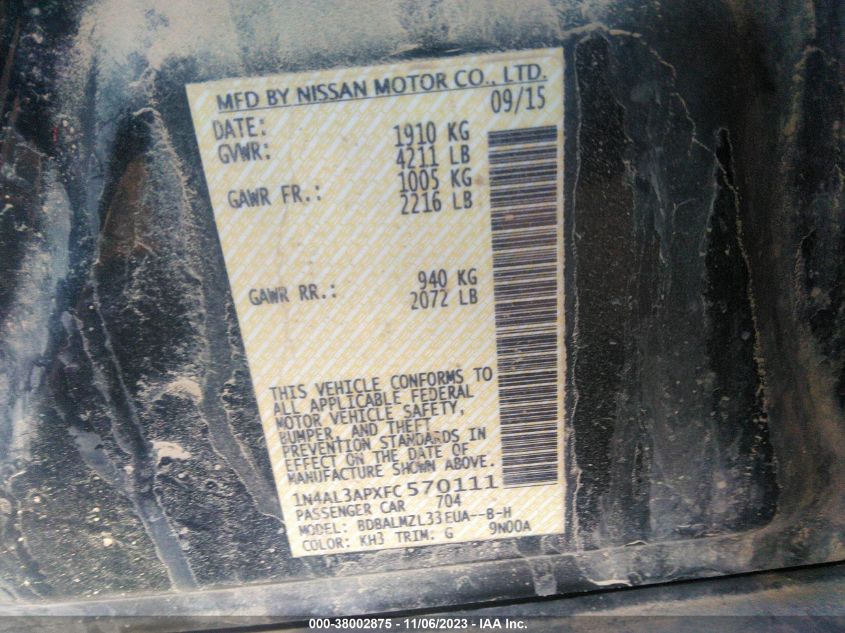 MFD BY NISSAN MOTOR CO., LTD.
DATE: 09/15
GVWR: 1910 KG
4211 LB
GAWR FR.: 1005 KG
2216 LB
GAWR RR.: 940 KG
2072 LB
THIS VEHICLE CONFORMS TO
ALL APPLICABLE FEDERAL
MOTOR VEHICLE SAFETY,
BUMPER, AND THEFT
PREVENTION STANDARDS IN
EFFECT ON THE DATE OF
MANUFACTURE SHOWN ABOVE.
1N4AL3APXFC570111
PASSENGER CAR 704
MODEL: BDBALMZL33EUA--B-H
COLOR: KH3 TRIM: G 9N00A
000-38002875 - 11/06/2023 - IAA Inc.